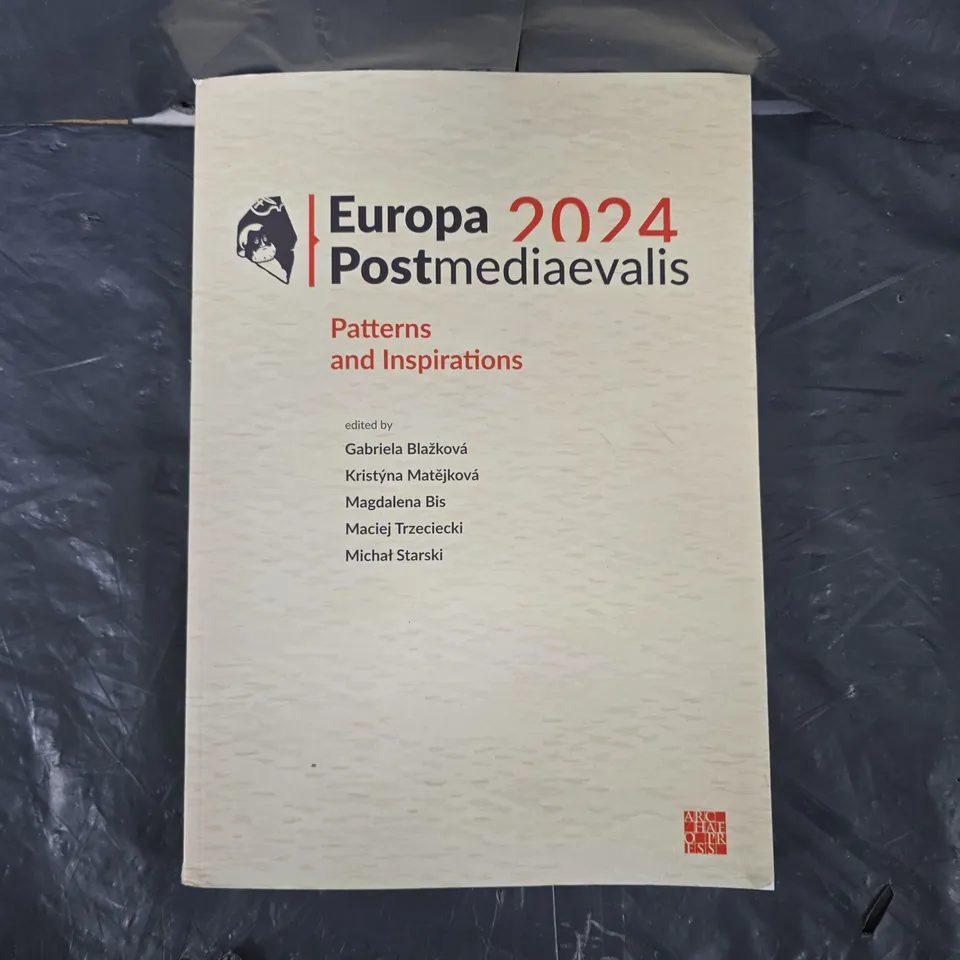 Europa 2024
Postmediaevalis
Patterns
and Inspirations
edited by
Gabriela Blažková
Kristýna Matějková
Magdalena Bis
Maciej Trzeciecki
Michał Starski
ARC
HAE
O PR
ESS